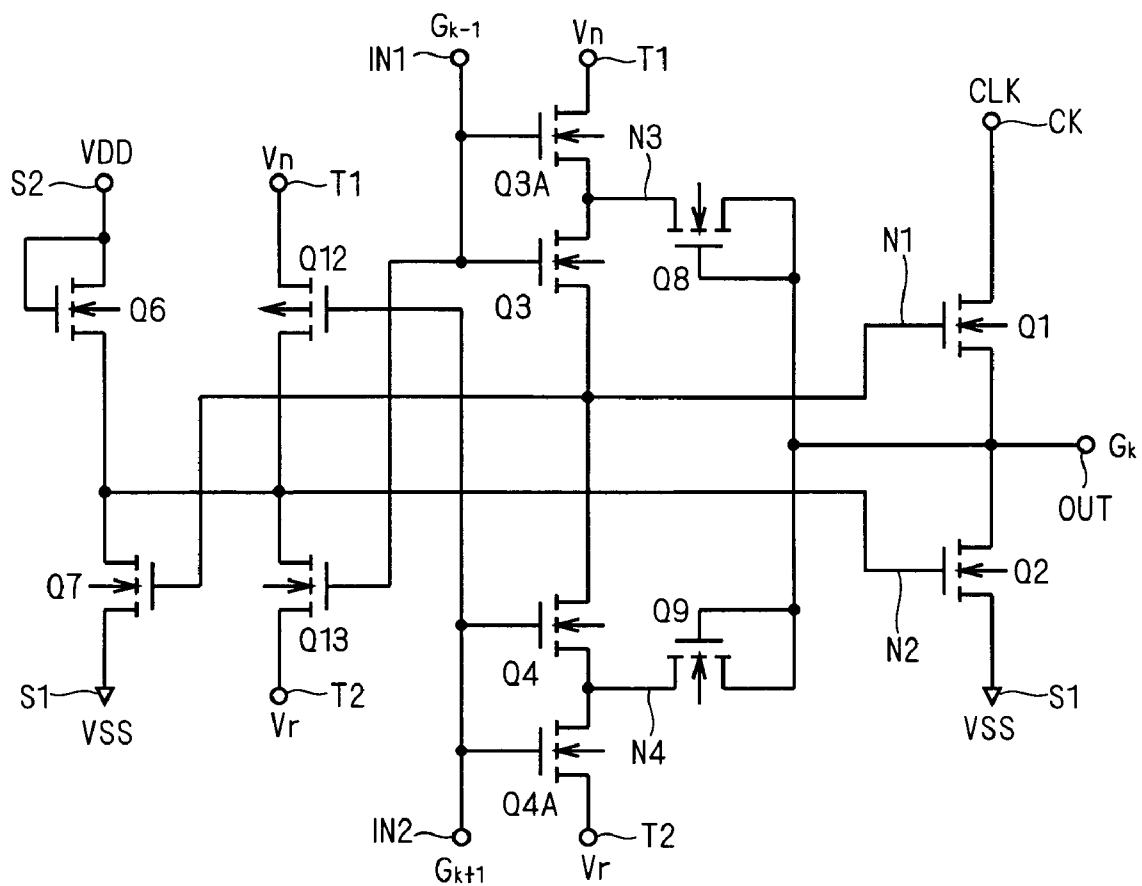 Gk-1
IN1
Vn
T1
CLK
CK
VDD
S2
Vn
T1
Q3A
N3
Q12
Q3
Q8
N1
Q6
Q1
Gk
OUT
Q7
Q13
Q4
Q9
Q2
N2
S1
VSS
T2
Vr
N4
S1
VSS
Q4A
IN2
Gk+1
T2
Vr